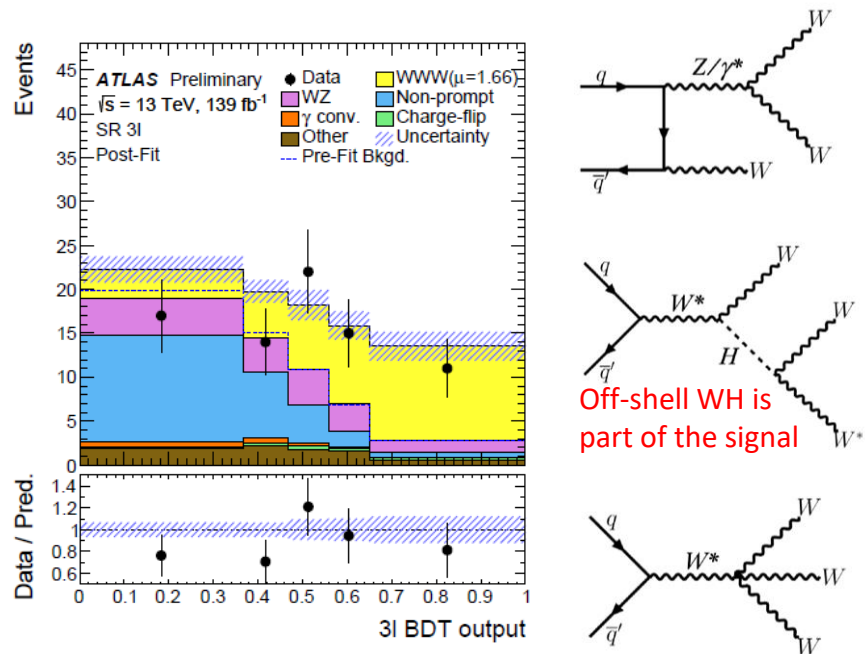 Events
45
40
35
30
25
20
15
10
5
0
ATLAS Preliminary
√s = 13 TeV, 139 fb⁻¹
SR 3l
Post-Fit
Data
WWW(μ=1.66)
WZ
Non-prompt
γ conv.
Charge-flip
Other
Uncertainty
Pre-Fit Bkgd.
Data / Pred.
1.4
1.2
1
0.8
0.6
0 0.1 0.2 0.3 0.4 0.5 0.6 0.7 0.8 0.9 1
3l BDT output
q
Z/γ*
W
W
q̅′
W
q
W*
W
H
q̅′
W
W*
Off-shell WH is
part of the signal
q
W*
W
W
q̅′
W